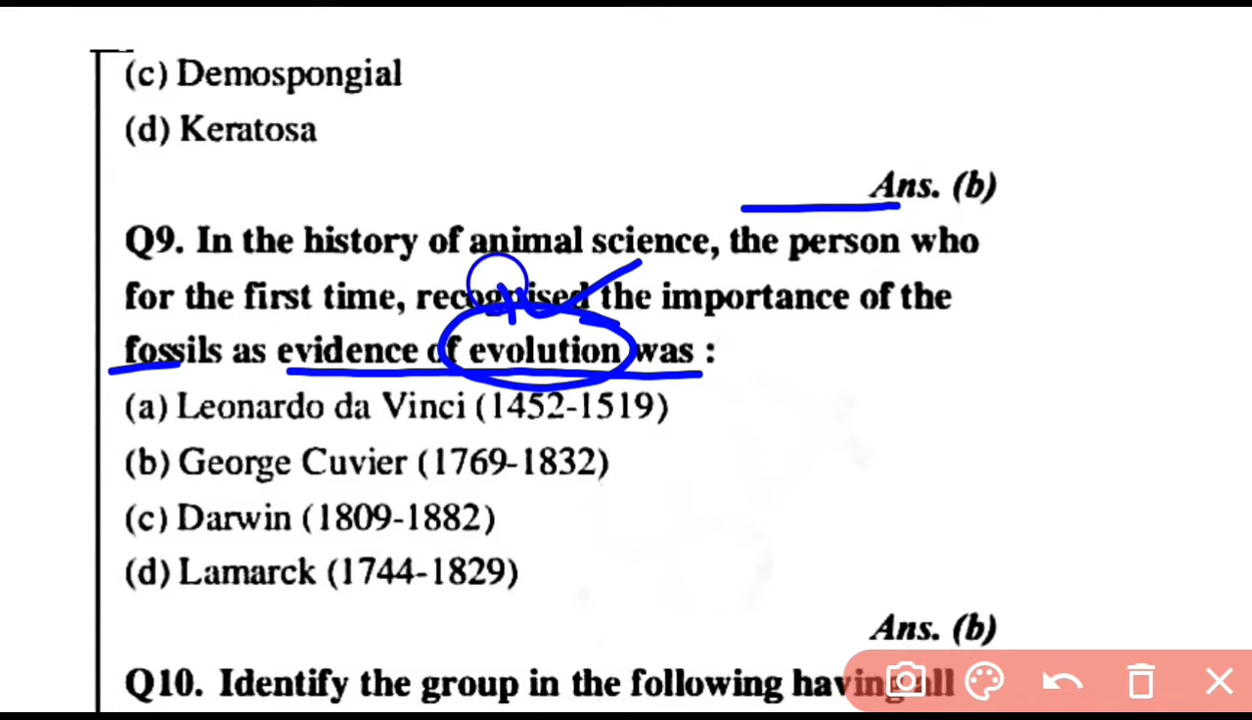 (c) Demospongial
(d) Keratosa
Ans. (b)
Q9. In the history of animal science, the person who
for the first time, recognised the importance of the
fossils as evidence of evolution was :
(a) Leonardo da Vinci (1452-1519)
(b) George Cuvier (1769-1832)
(c) Darwin (1809-1882)
(d) Lamarck (1744-1829)
Ans. (b)
Q10. Identify the group in the following having all